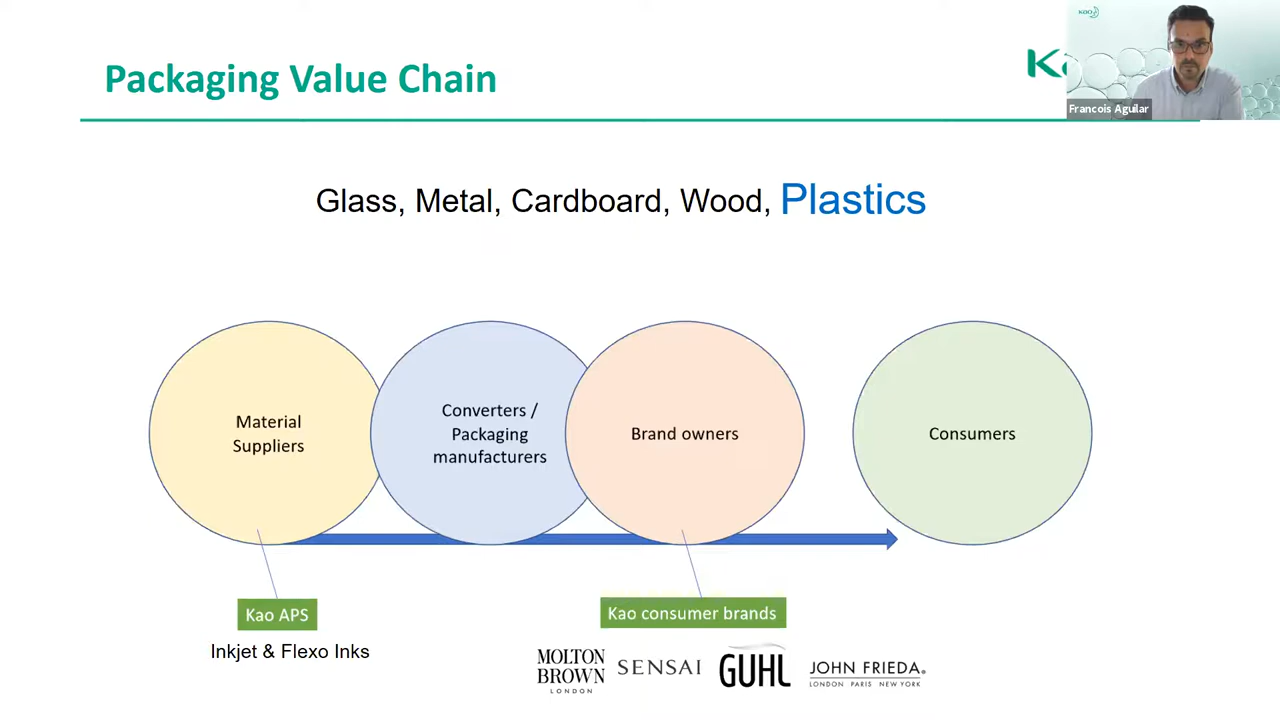 Packaging Value Chain
Kao
Francois Aguilar
Glass, Metal, Cardboard, Wood, Plastics
Material
Suppliers
Converters /
Packaging
manufacturers
Brand owners
Consumers
Kao APS
Inkjet & Flexo Inks
Kao consumer brands
MOLTON
BROWN
LONDON
SENSAI
GUHL
JOHN FRIEDA®
LONDON PARIS NEW YORK